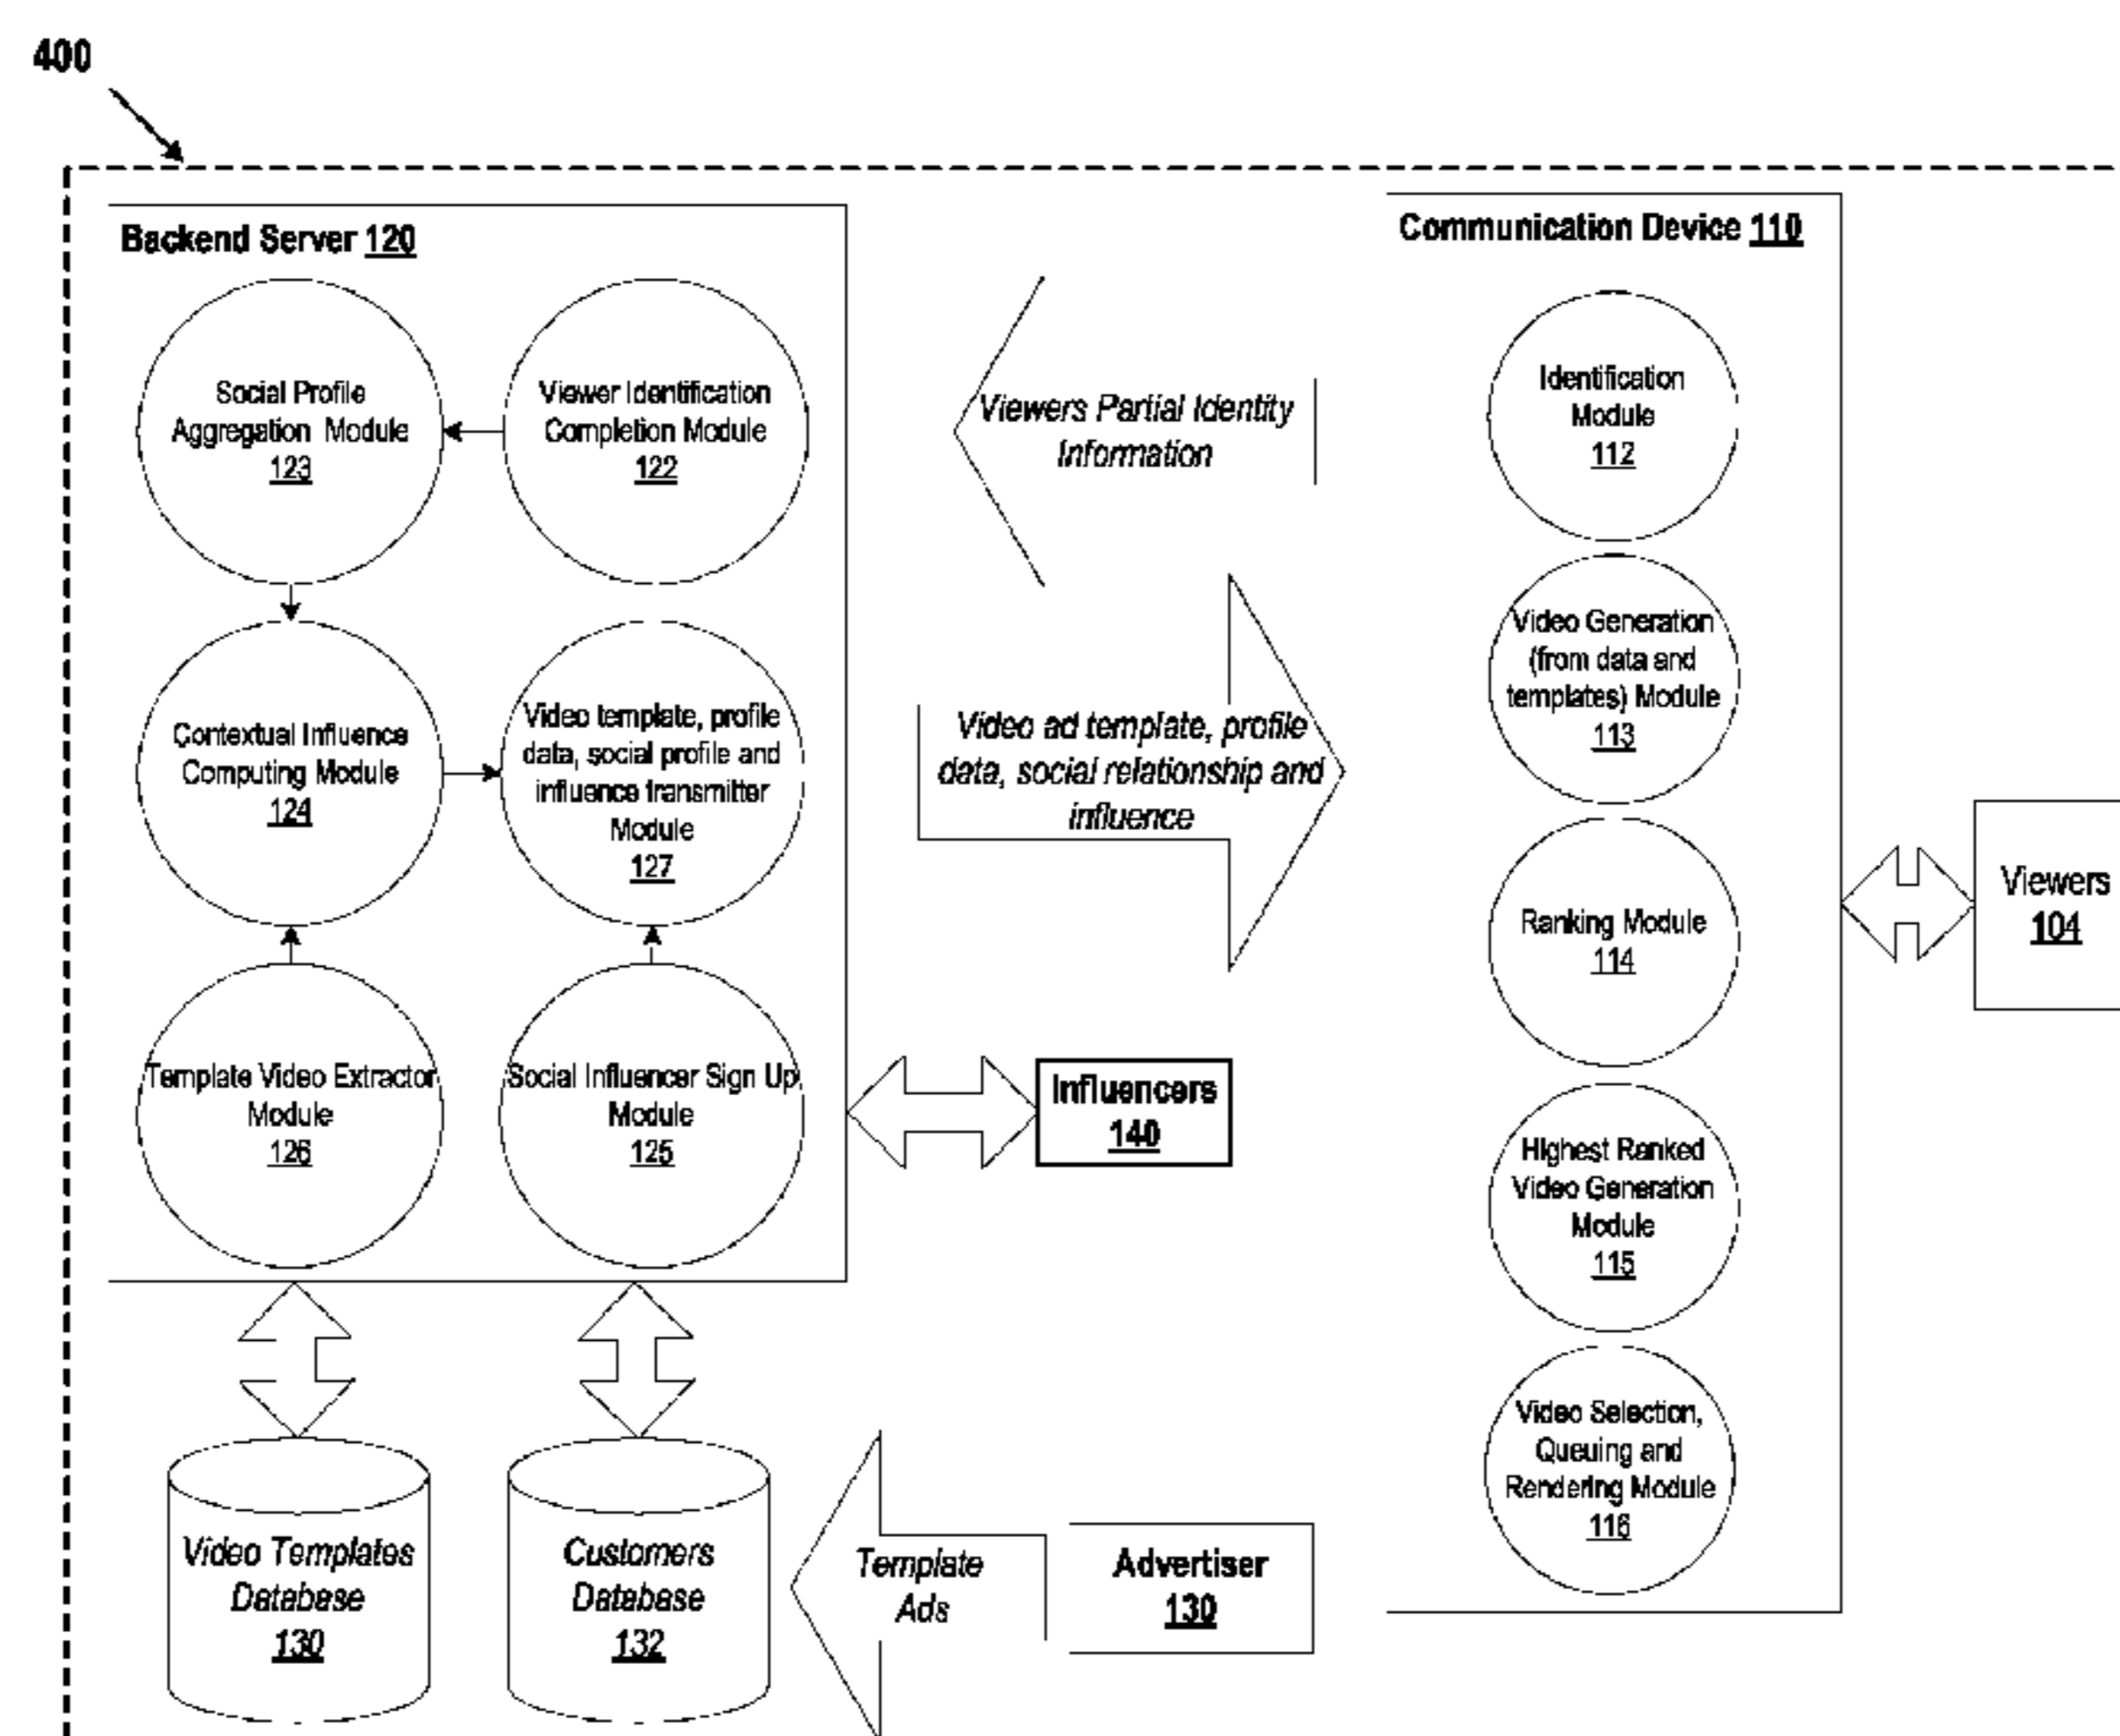 400
Backend Server 120
Social Profile
Aggregation Module
123
Viewer Identification
Completion Module
122
Contextual Influence
Computing Module
124
Video template, profile
data, social profile and
influence transmitter
Module
127
Template Video Extractor
Module
126
Social Influencer Sign Up
Module
125
Viewers Partial Identity
Information
Video ad template, profile
data, social relationship and
influence
Influencers
140
Communication Device 110
Identification
Module
112
Video Generation
(from data and
templates) Module
113
Ranking Module
114
Highest Ranked
Video Generation
Module
115
Video Selection,
Queuing and
Rendering Module
116
Viewers
104
Video Templates
Database
130
Customers
Database
132
Template
Ads
Advertiser
130